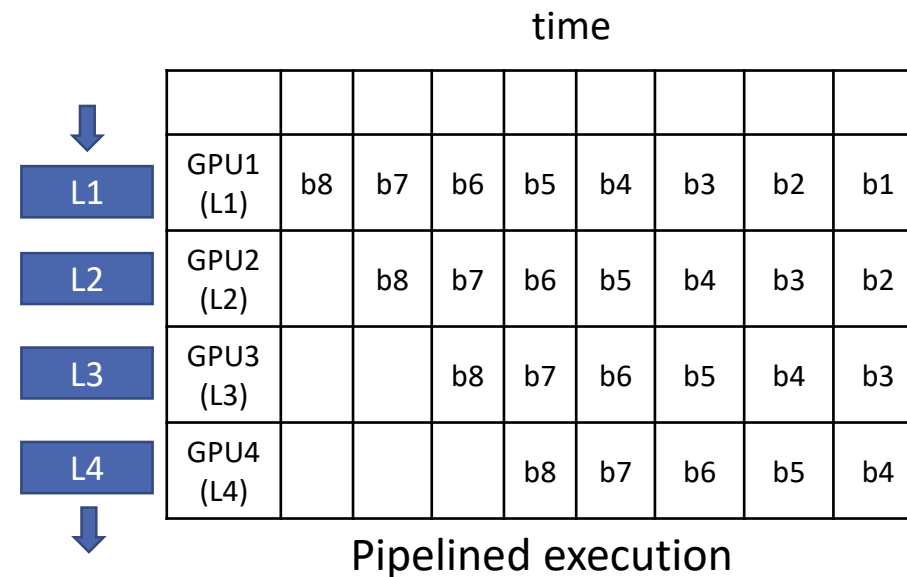 time
L1
GPU1
(L1)
b8 b7 b6 b5 b4 b3 b2 b1
L2
GPU2
(L2)
b8 b7 b6 b5 b4 b3 b2
L3
GPU3
(L3)
b8 b7 b6 b5 b4 b3
L4
GPU4
(L4)
b8 b7 b6 b5 b4
Pipelined execution